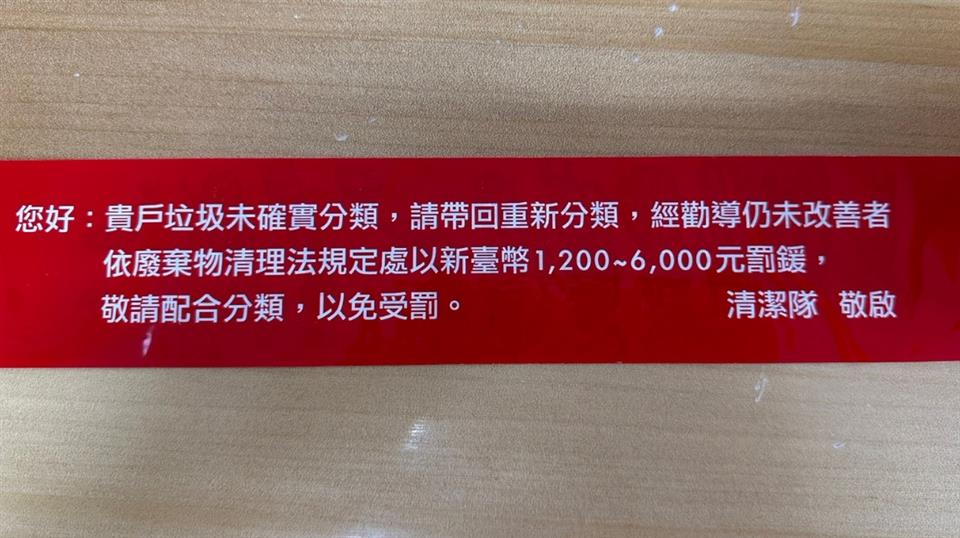 您好：貴戶垃圾未確實分類，請帶回重新分類，經勸導仍未改善者
依廢棄物清理法規定處以新臺幣1,200~6,000元罰鍰，
敬請配合分類，以免受罰。 清潔隊 敬啟